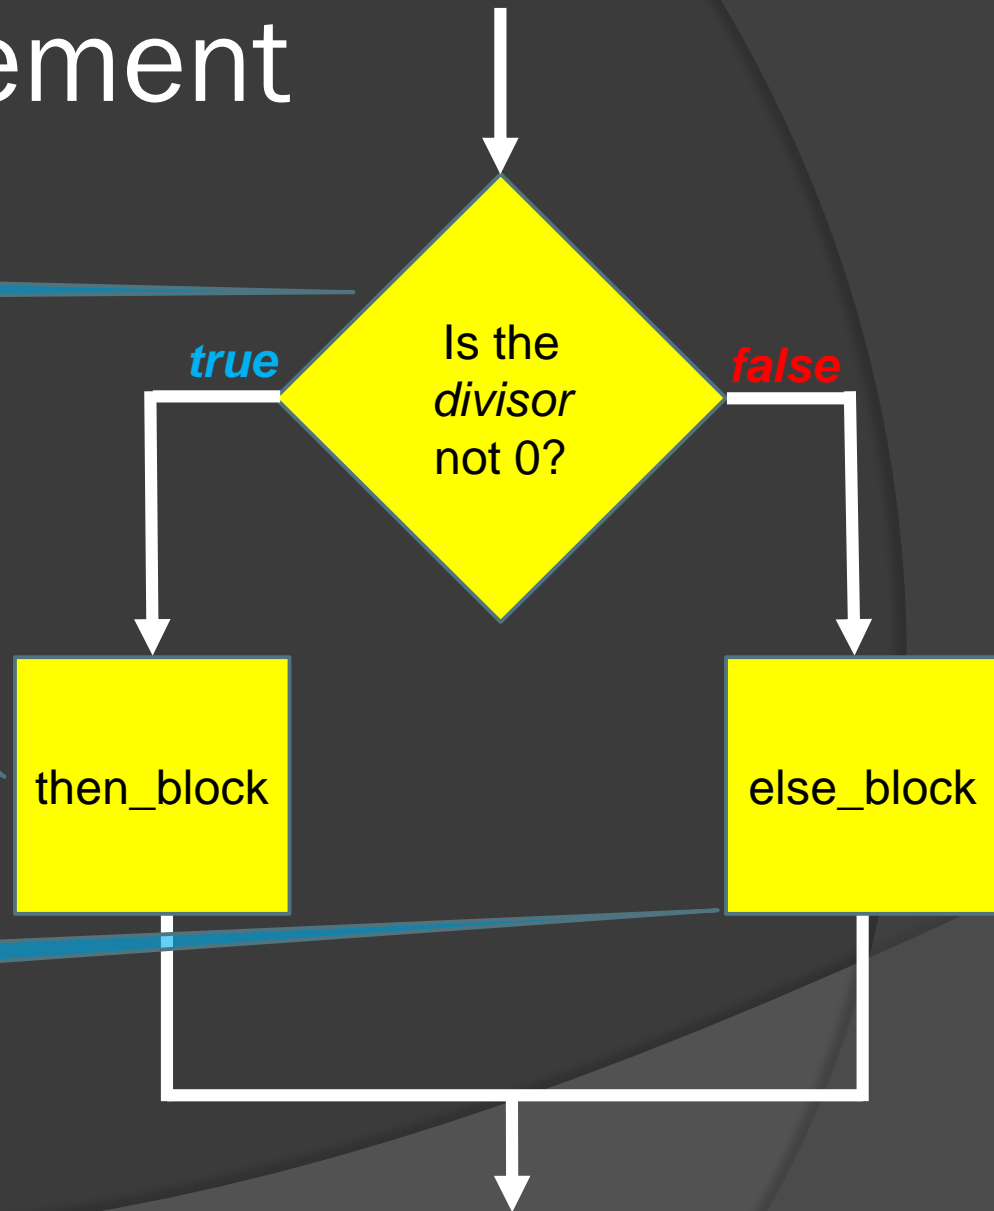 ement
true
false
Is the
divisor
not 0?
then_block
else_block